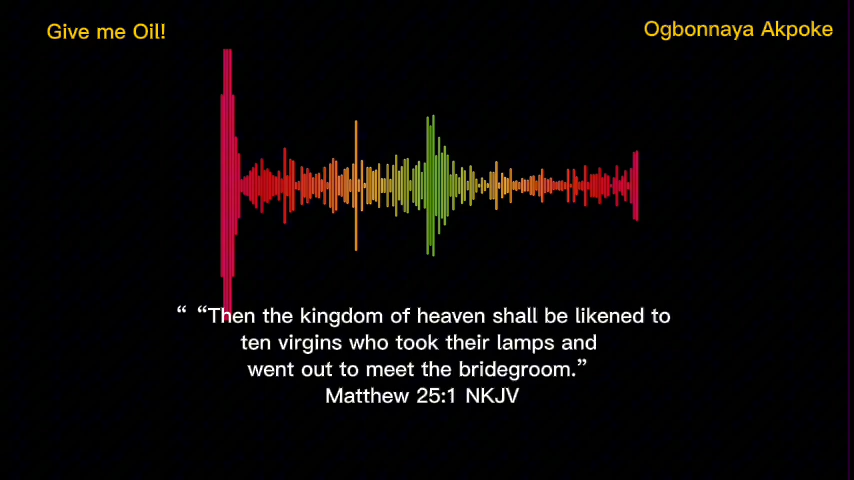 Give me Oil!
Ogbonnaya Akpoke
“ “Then the kingdom of heaven shall be likened to
ten virgins who took their lamps and
went out to meet the bridegroom.”
Matthew 25:1 NKJV